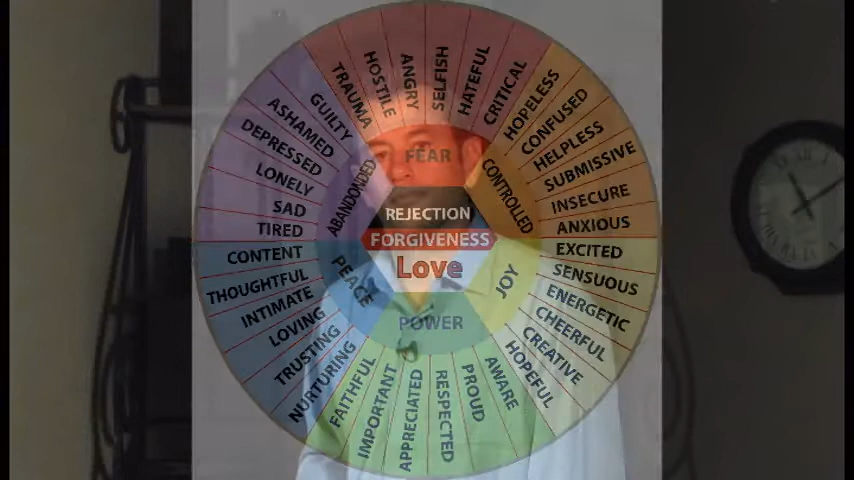 TRAUMA
HOSTILE
ANGRY
SELFISH
HATEFUL
CRITICAL
HOPELESS
CONFUSED
HELPLESS
SUBMISSIVE
INSECURE
ANXIOUS
EXCITED
SENSUOUS
ENERGETIC
CHEERFUL
CREATIVE
HOPEFUL
AWARE
PROUD
RESPECTED
APPRECIATED
IMPORTANT
FAITHFUL
NURTURING
TRUSTING
LOVING
INTIMATE
THOUGHTFUL
CONTENT
TIRED
SAD
LONELY
DEPRESSED
ASHAMED
GUILTY
FEAR
CONTROLLED
JOY
POWER
PEACE
ABANDONDED
REJECTION
FORGIVENESS
Love